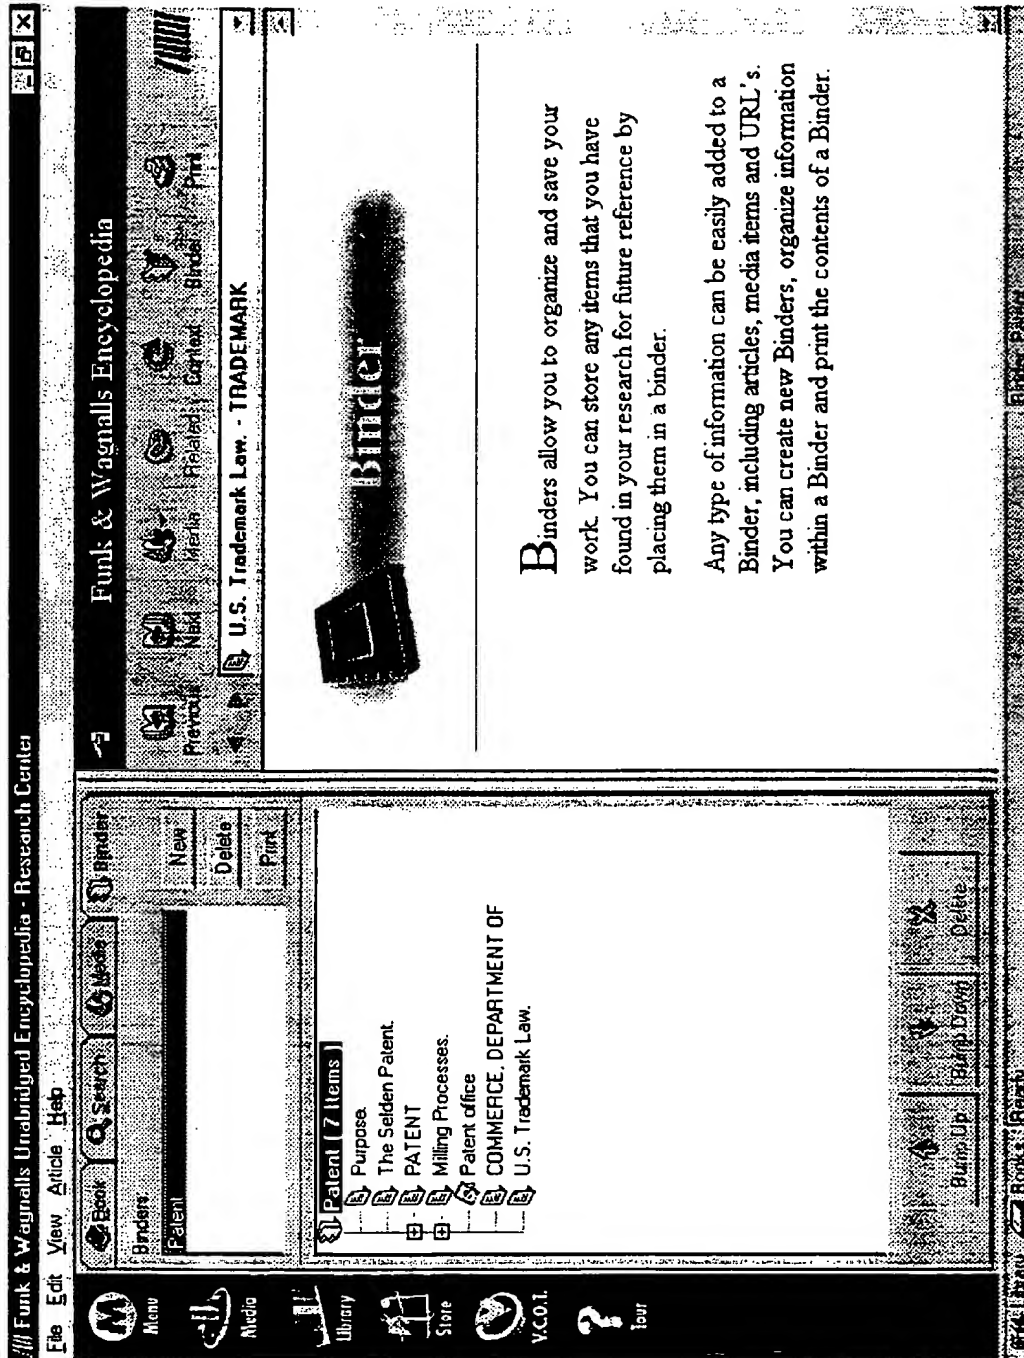 Funk & Wagnalls Unabridged Encyclopedia - Research Center
File Edit View Article Help
Menu
Media
Library
Store
V.C.O.T.
Tour
Book
Search
Media
Binder
Binders
Patent
New
Delete
Print
Patent ( 7 Items )
Purpose.
The Selden Patent.
PATENT
Milling Processes.
Patent office
COMMERCE, DEPARTMENT OF
U.S. Trademark Law.
Bump Up
Bump Down
Delete
Funk & Wagnalls Encyclopedia
Previous
Next
Media
Related
Context
Binder
Print
U.S. Trademark Law. - TRADEMARK
Binder
Binders allow you to organize and save your
work. You can store any items that you have
found in your research for future reference by
placing them in a binder.
Any type of information can be easily added to a
Binder, including articles, media items and URL's.
You can create new Binders, organize information
within a Binder and print the contents of a Binder.
Books
Ready
Binder Panel